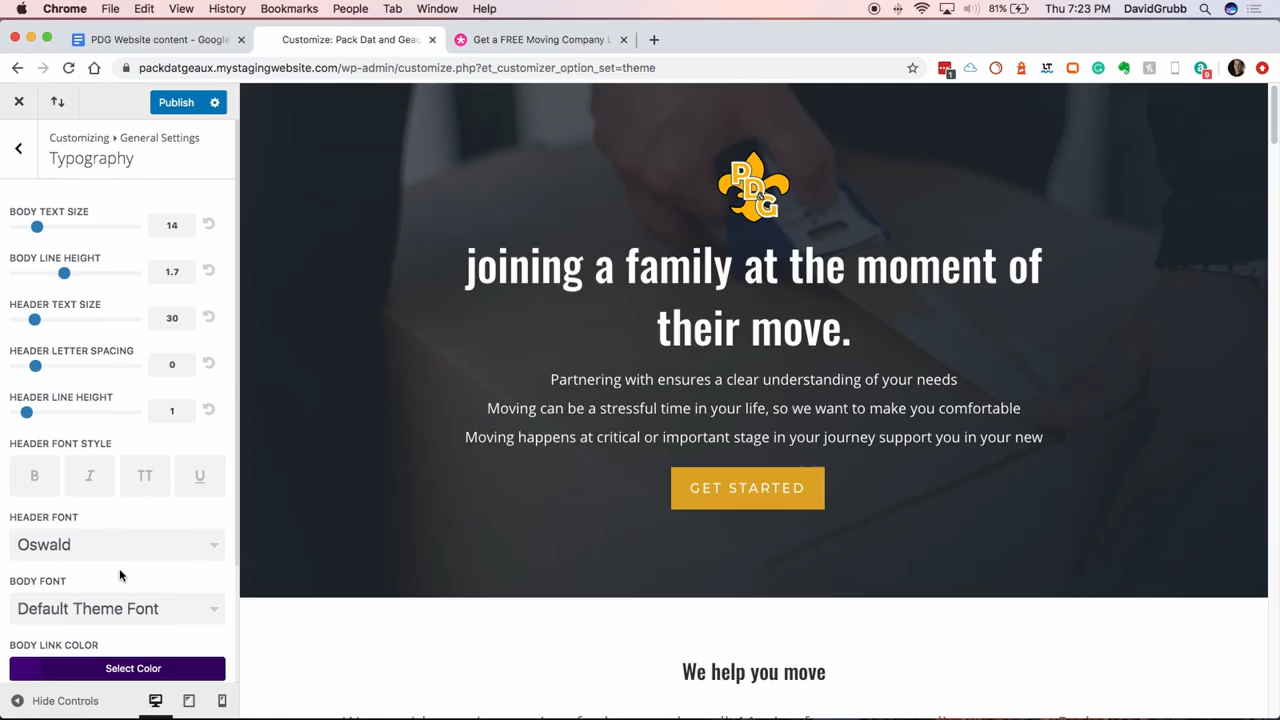 Chrome File Edit View History Bookmarks People Tab Window Help 81% Thu 7:23 PM DavidGrubb
PDG Website content - Google
Customize: Pack Dat and Geau
Get a FREE Moving Company L
packdatgeaux.mystagingwebsite.com/wp-admin/customize.php?et_customizer_option_set=theme
1
9
Publish
Customizing ▸ General Settings
Typography
BODY TEXT SIZE
14
BODY LINE HEIGHT
1.7
HEADER TEXT SIZE
30
HEADER LETTER SPACING
0
HEADER LINE HEIGHT
1
HEADER FONT STYLE
B I TT U
HEADER FONT
Oswald
BODY FONT
Default Theme Font
BODY LINK COLOR
Select Color
Hide Controls
PD&G
joining a family at the moment of
their move.
Partnering with ensures a clear understanding of your needs
Moving can be a stressful time in your life, so we want to make you comfortable
Moving happens at critical or important stage in your journey support you in your new
GET STARTED
We help you move